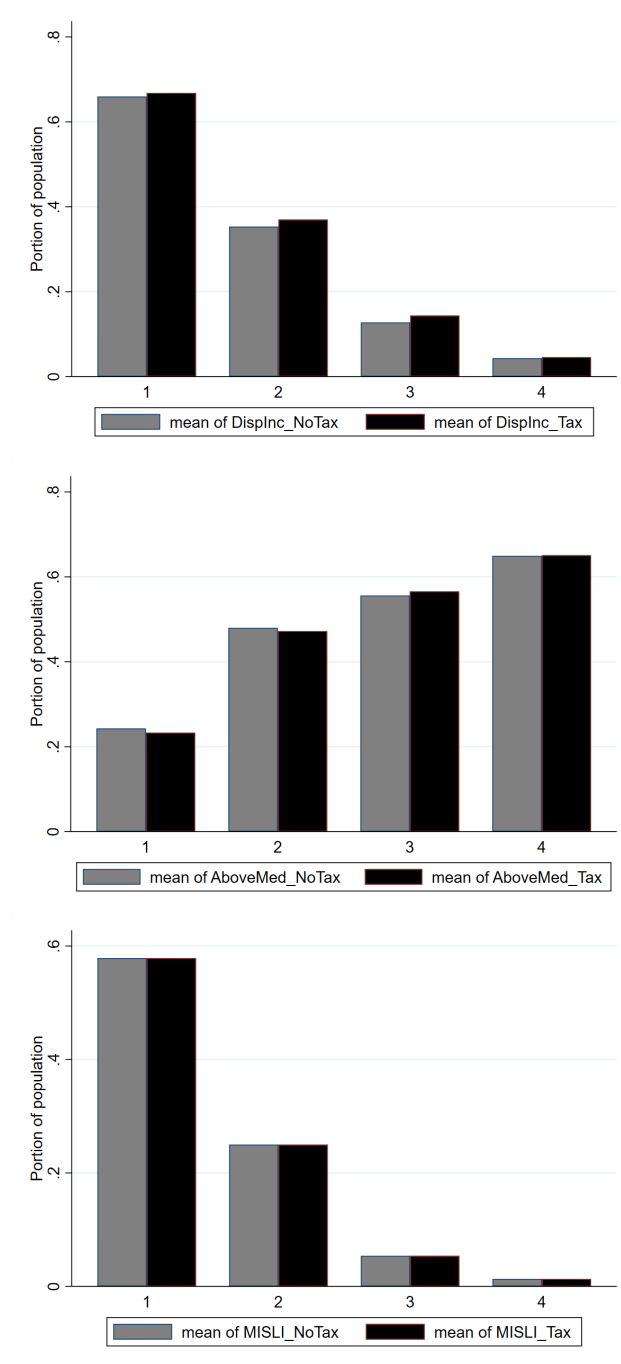 Portion of population
.8
.6
.4
.2
0
1 2 3 4
mean of DispInc_NoTax mean of DispInc_Tax
Portion of population
.8
.6
.4
.2
0
1 2 3 4
mean of AboveMed_NoTax mean of AboveMed_Tax
Portion of population
.6
.4
.2
0
1 2 3 4
mean of MISLI_NoTax mean of MISLI_Tax